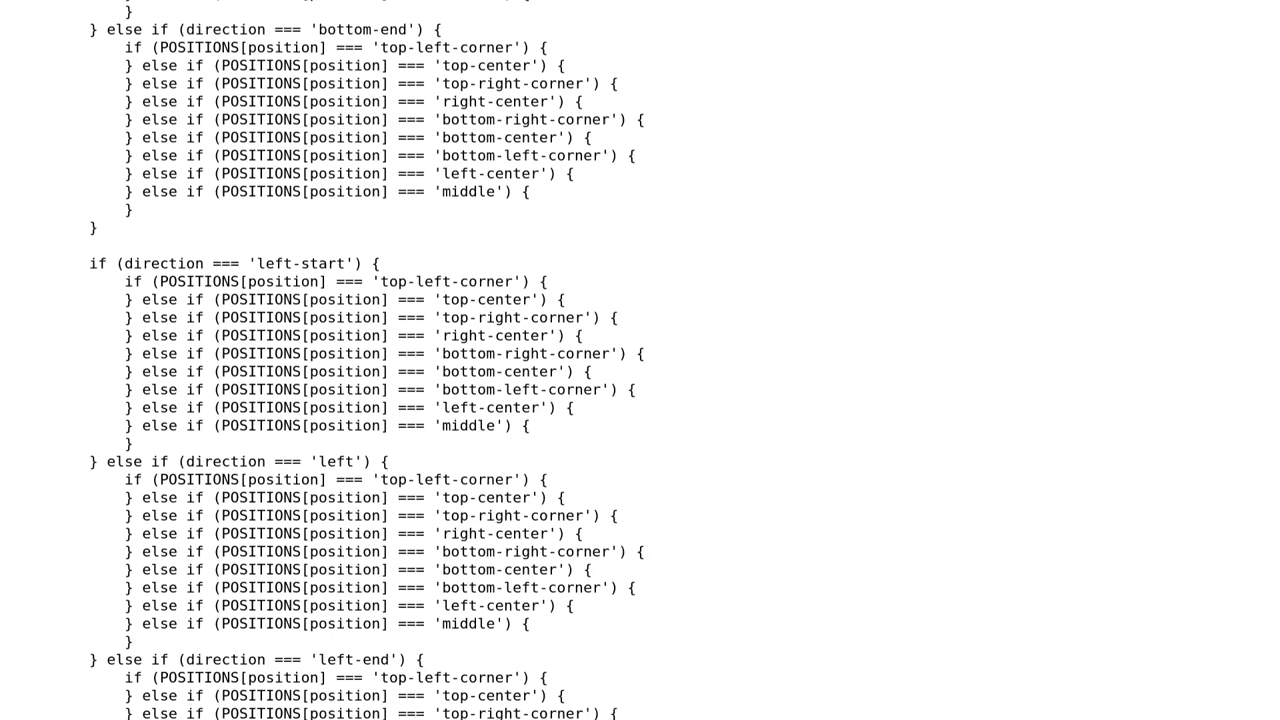 }
} else if (direction === 'bottom-end') {
if (POSITIONS[position] === 'top-left-corner') {
} else if (POSITIONS[position] === 'top-center') {
} else if (POSITIONS[position] === 'top-right-corner') {
} else if (POSITIONS[position] === 'right-center') {
} else if (POSITIONS[position] === 'bottom-right-corner') {
} else if (POSITIONS[position] === 'bottom-center') {
} else if (POSITIONS[position] === 'bottom-left-corner') {
} else if (POSITIONS[position] === 'left-center') {
} else if (POSITIONS[position] === 'middle') {
}
}
if (direction === 'left-start') {
if (POSITIONS[position] === 'top-left-corner') {
} else if (POSITIONS[position] === 'top-center') {
} else if (POSITIONS[position] === 'top-right-corner') {
} else if (POSITIONS[position] === 'right-center') {
} else if (POSITIONS[position] === 'bottom-right-corner') {
} else if (POSITIONS[position] === 'bottom-center') {
} else if (POSITIONS[position] === 'bottom-left-corner') {
} else if (POSITIONS[position] === 'left-center') {
} else if (POSITIONS[position] === 'middle') {
}
} else if (direction === 'left') {
if (POSITIONS[position] === 'top-left-corner') {
} else if (POSITIONS[position] === 'top-center') {
} else if (POSITIONS[position] === 'top-right-corner') {
} else if (POSITIONS[position] === 'right-center') {
} else if (POSITIONS[position] === 'bottom-right-corner') {
} else if (POSITIONS[position] === 'bottom-center') {
} else if (POSITIONS[position] === 'bottom-left-corner') {
} else if (POSITIONS[position] === 'left-center') {
} else if (POSITIONS[position] === 'middle') {
}
} else if (direction === 'left-end') {
if (POSITIONS[position] === 'top-left-corner') {
} else if (POSITIONS[position] === 'top-center') {
} else if (POSITIONS[position] === 'top-right-corner') {